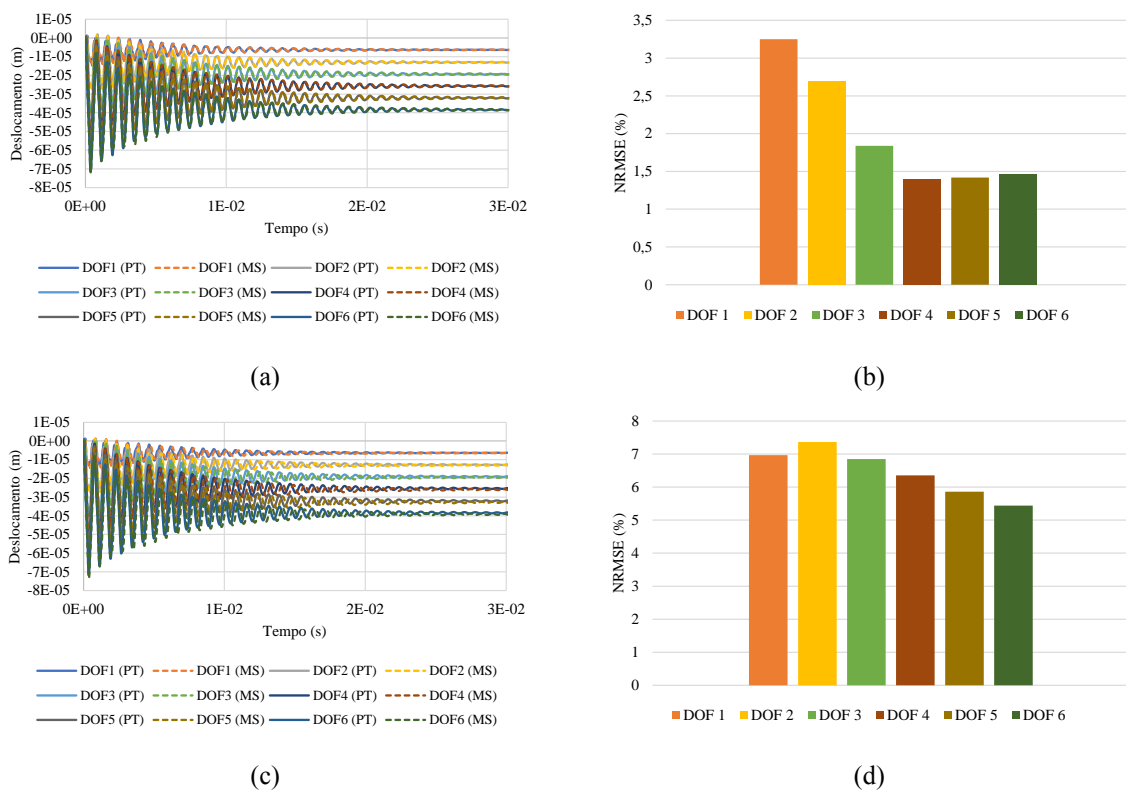 1E-05
0E+00
-1E-05
-2E-05
-3E-05
-4E-05
-5E-05
-6E-05
-7E-05
-8E-05
Deslocamento (m)
0E+00 1E-02 2E-02 3E-02
Tempo (s)
DOF1 (PT) DOF1 (MS) DOF2 (PT) DOF2 (MS)
DOF3 (PT) DOF3 (MS) DOF4 (PT) DOF4 (MS)
DOF5 (PT) DOF5 (MS) DOF6 (PT) DOF6 (MS)
(a)
3,5
3
2,5
2
1,5
1
0,5
0
NRMSE (%)
DOF 1 DOF 2 DOF 3 DOF 4 DOF 5 DOF 6
(b)
1E-05
0E+00
-1E-05
-2E-05
-3E-05
-4E-05
-5E-05
-6E-05
-7E-05
-8E-05
Deslocamento (m)
0E+00 1E-02 2E-02 3E-02
Tempo (s)
DOF1 (PT) DOF1 (MS) DOF2 (PT) DOF2 (MS)
DOF3 (PT) DOF3 (MS) DOF4 (PT) DOF4 (MS)
DOF5 (PT) DOF5 (MS) DOF6 (PT) DOF6 (MS)
(c)
8
7
6
5
4
3
2
1
0
NRMSE (%)
DOF 1 DOF 2 DOF 3 DOF 4 DOF 5 DOF 6
(d)